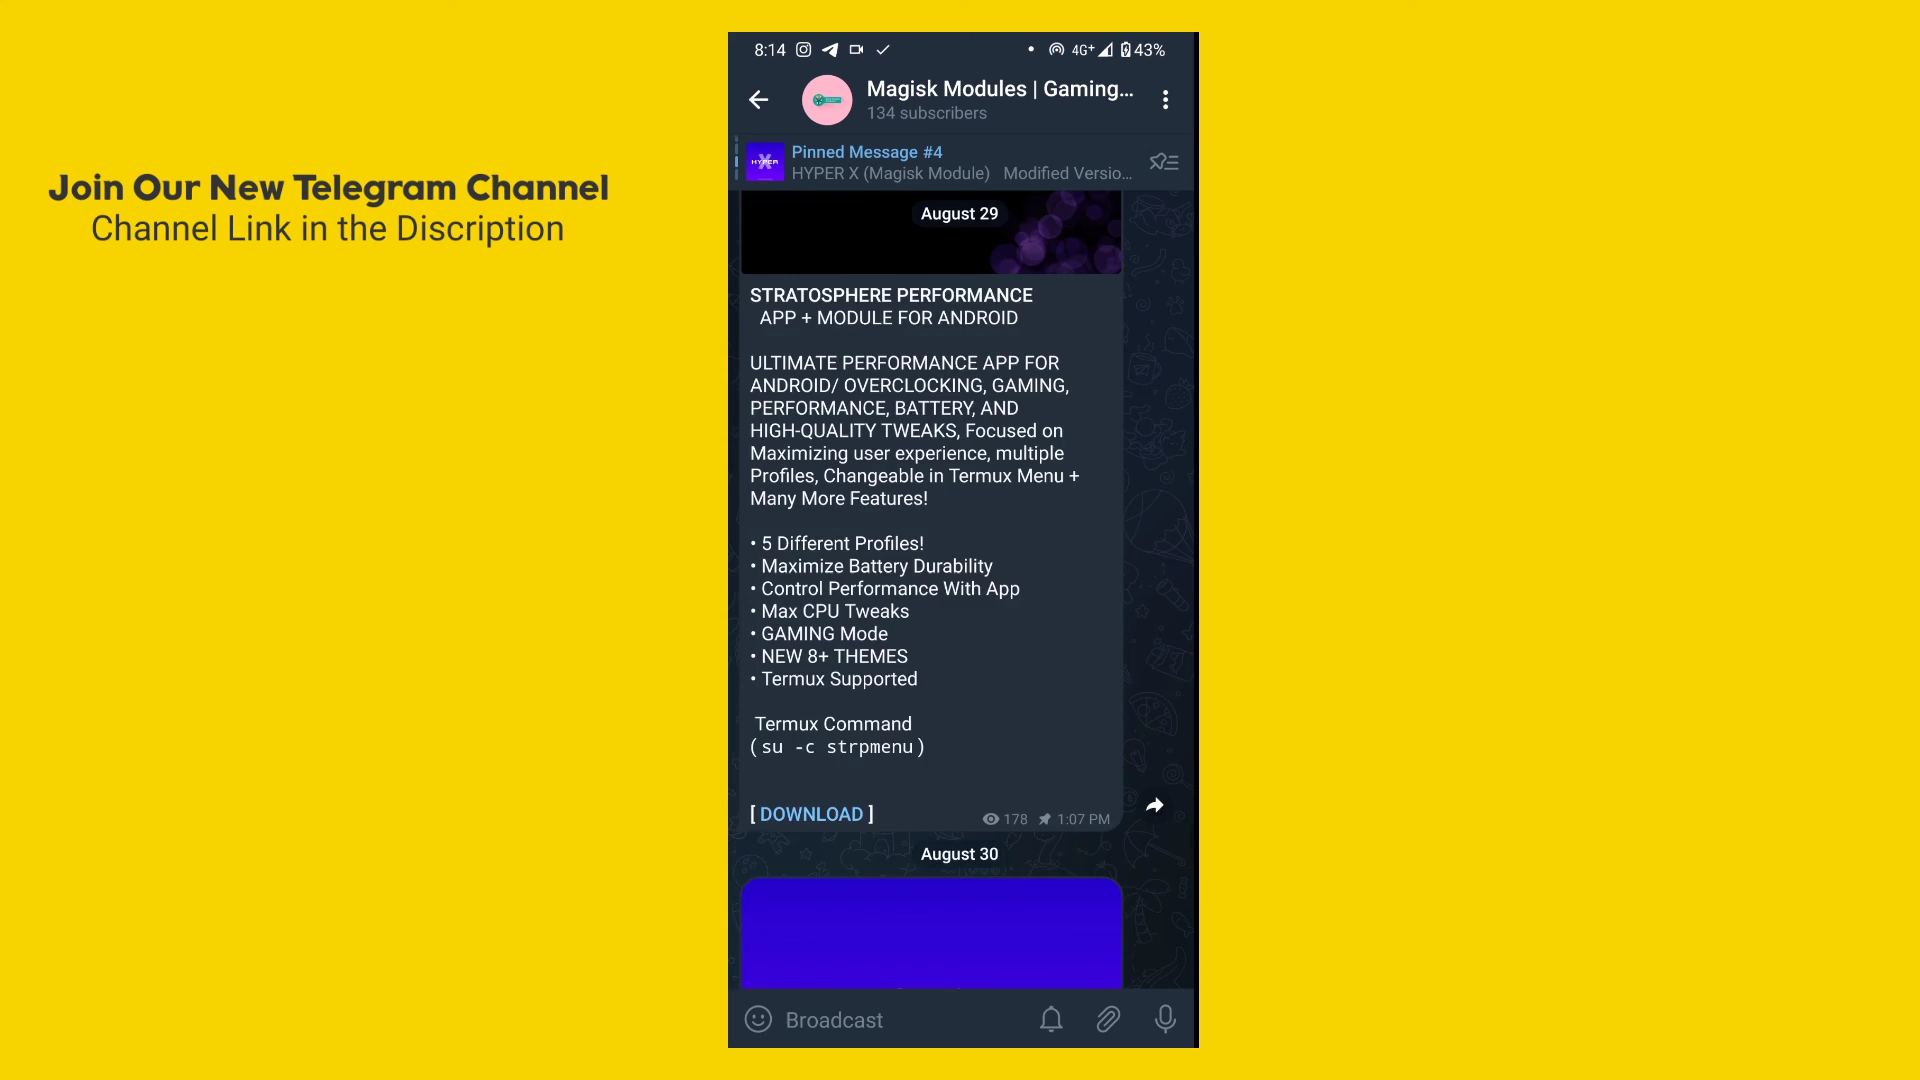 Join Our New Telegram Channel
Channel Link in the Discription
8:14
4G+
43%
Magisk Modules | Gaming...
134 subscribers
HYPER X
Pinned Message #4
HYPER X (Magisk Module) Modified Versio...
August 29
STRATOSPHERE PERFORMANCE
APP + MODULE FOR ANDROID
ULTIMATE PERFORMANCE APP FOR
ANDROID/ OVERCLOCKING, GAMING,
PERFORMANCE, BATTERY, AND
HIGH-QUALITY TWEAKS, Focused on
Maximizing user experience, multiple
Profiles, Changeable in Termux Menu +
Many More Features!
• 5 Different Profiles!
• Maximize Battery Durability
• Control Performance With App
• Max CPU Tweaks
• GAMING Mode
• NEW 8+ THEMES
• Termux Supported
Termux Command
(su -c strpmenu)
[ DOWNLOAD ]
178 1:07 PM
August 30
Broadcast